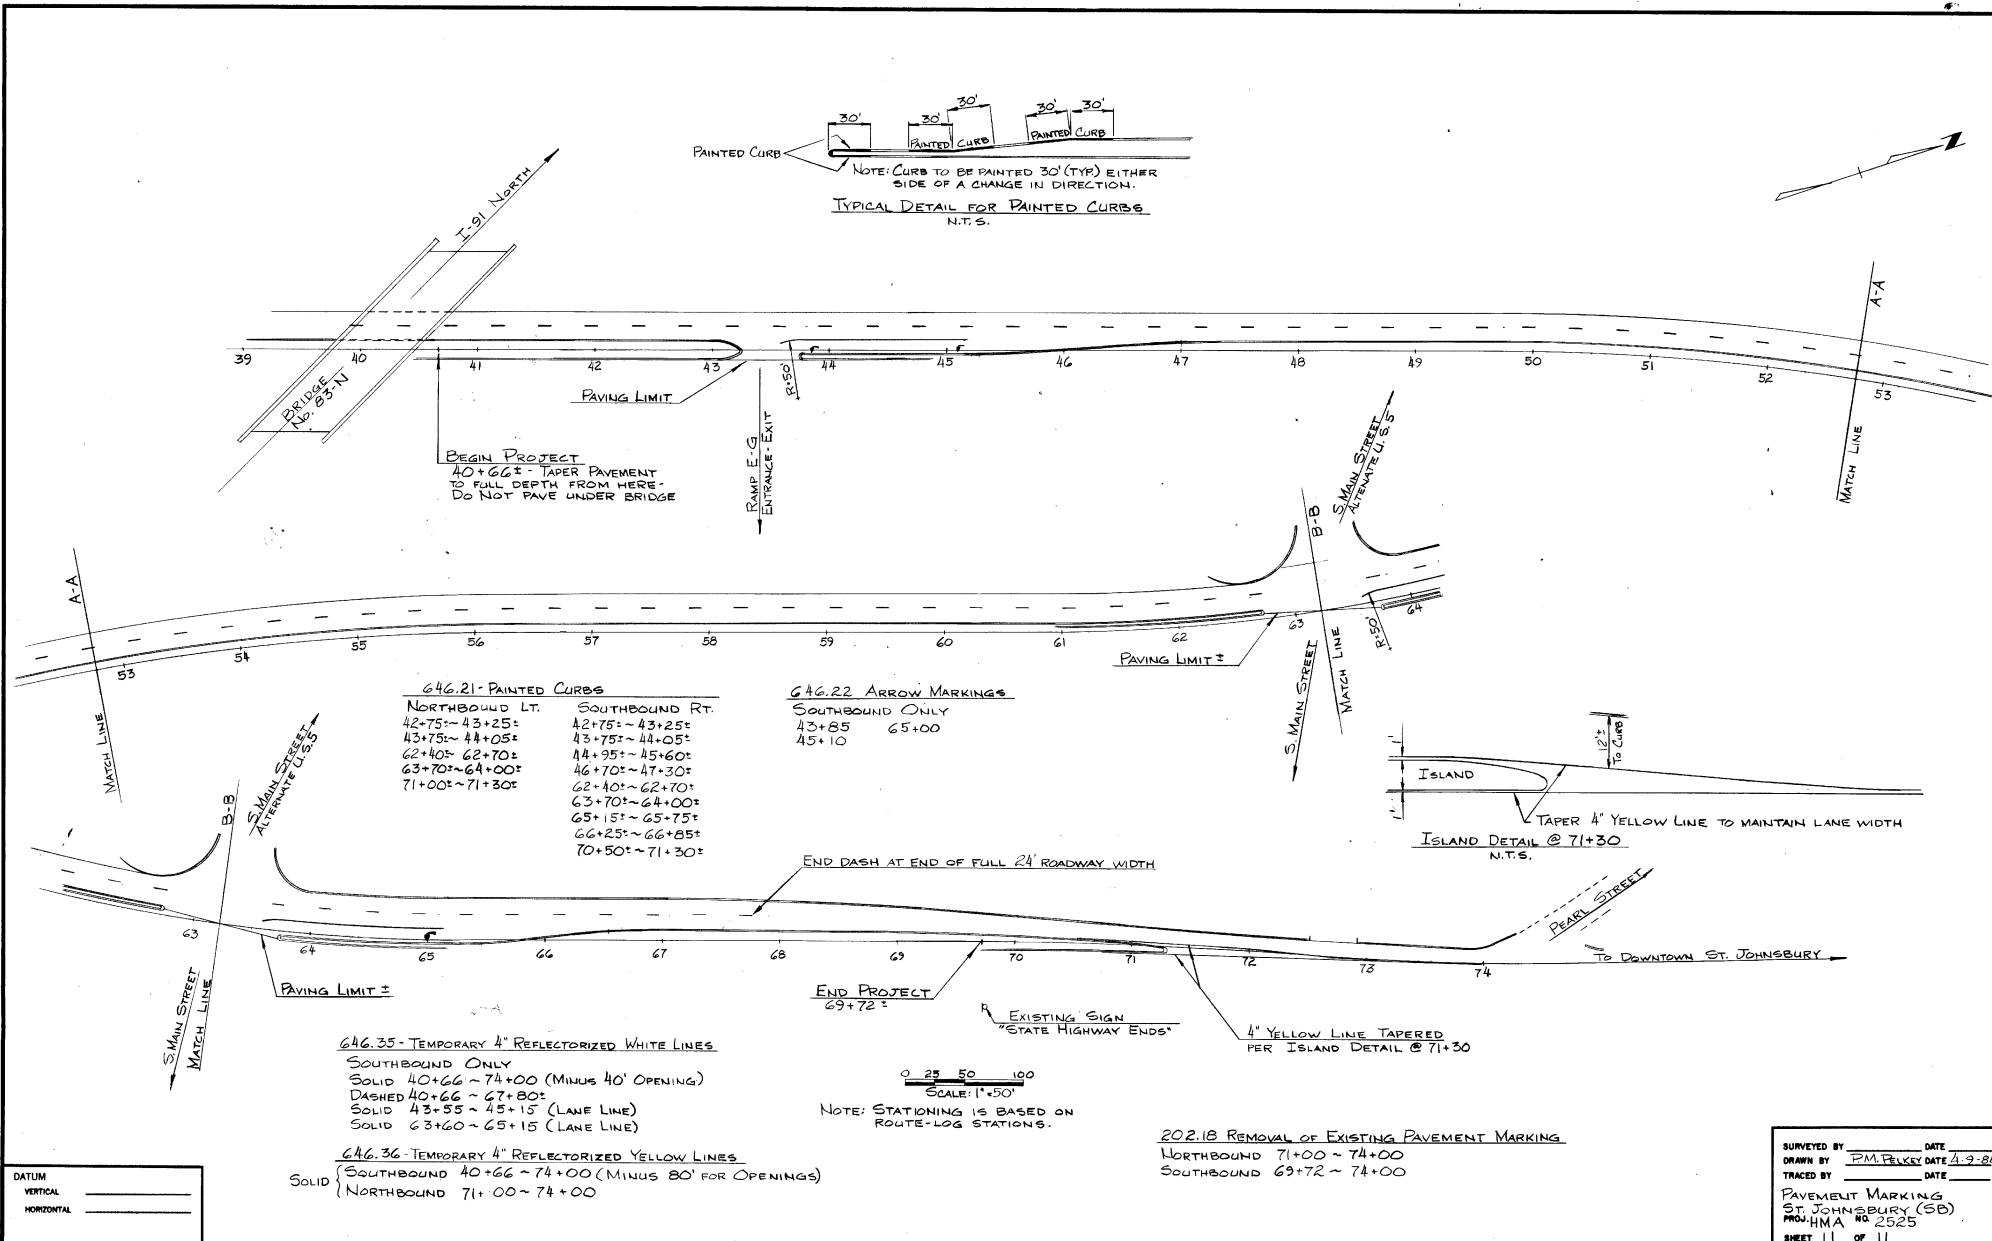 30'
30'
30'
30'
30'
PAINTED CURB
PAINTED CURB
PAINTED CURB
NOTE: CURB TO BE PAINTED 30' (TYP.) EITHER
SIDE OF A CHANGE IN DIRECTION.
TYPICAL DETAIL FOR PAINTED CURBS
N.T.S.
Z
I-91 NORTH
A-A
39 40 41 42 43 44 45 46 47 48 49 50 51 52 53
BRIDGE
No. 83-N
PAVING LIMIT
R=50'
BEGIN PROJECT
40+66± - TAPER PAVEMENT
TO FULL DEPTH FROM HERE -
DO NOT PAVE UNDER BRIDGE
RAMP E-G
ENTRANCE - EXIT
S. MAIN STREET
ALTENATE U.S. 5
MATCH LINE
B-B
A-A
53 54 55 56 57 58 59 60 61 62 63 64
R=50'
PAVING LIMIT ±
S. MAIN STREET
MATCH LINE
MATCH LINE
646.21 - PAINTED CURBS
NORTHBOUND LT. SOUTHBOUND RT.
42+75± ~ 43+25± 42+75± ~ 43+25±
43+75± ~ 44+05± 43+75± ~ 44+05±
62+40± 62+70± 44+95± ~ 45+60±
63+70± ~ 64+00± 46+70± ~ 47+30±
71+00± ~ 71+30± 62+40± ~ 62+70±
63+70± ~ 64+00±
65+15± ~ 65+75±
66+25± ~ 66+85±
70+50± ~ 71+30±
646.22 ARROW MARKINGS
SOUTHBOUND ONLY
43+85 65+00
45+10
1'
ISLAND
1'
12'±
TO CURB
TAPER 4" YELLOW LINE TO MAINTAIN LANE WIDTH
ISLAND DETAIL @ 71+30
N.T.S.
B-B
S. MAIN STREET
ALTERNATE U.S. 5
END DASH AT END OF FULL 24' ROADWAY WIDTH
PEARL STREET
TO DOWNTOWN ST. JOHNSBURY
63 64 65 66 67 68 69 70 71 72 73 74
S. MAIN STREET
MATCH LINE
PAVING LIMIT ±
END PROJECT
69+72±
EXISTING SIGN
"STATE HIGHWAY ENDS"
4" YELLOW LINE TAPERED
PER ISLAND DETAIL @ 71+30
646.35 - TEMPORARY 4" REFLECTORIZED WHITE LINES
SOUTHBOUND ONLY
SOLID 40+66 ~ 74+00 (MINUS 40' OPENING)
DASHED 40+66 ~ 67+80±
SOLID 43+55 ~ 45+15 (LANE LINE)
SOLID 63+60 ~ 65+15 (LANE LINE)
646.36 - TEMPORARY 4" REFLECTORIZED YELLOW LINES
SOLID { SOUTHBOUND 40+66 ~ 74+00 (MINUS 80' FOR OPENINGS)
NORTHBOUND 71+00 ~ 74+00
0 25 50 100
SCALE: 1"=50'
NOTE: STATIONING IS BASED ON
ROUTE-LOG STATIONS.
202.18 REMOVAL OF EXISTING PAVEMENT MARKING
NORTHBOUND 71+00 ~ 74+00
SOUTHBOUND 69+72 ~ 74+00
DATUM
VERTICAL
HORIZONTAL
SURVEYED BY DATE
DRAWN BY P.M. PELKEY DATE
TRACED BY DATE
PAVEMENT MARKING
ST. JOHNSBURY (SB)
PROJ. HMA NO. 2525
SHEET 11 OF 11